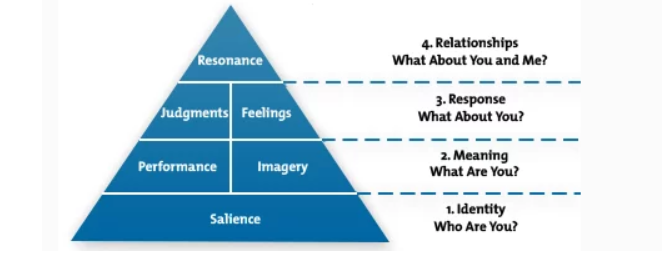 Resonance
4. Relationships
What About You and Me?
Judgments
Feelings
3. Response
What About You?
Performance
Imagery
2. Meaning
What Are You?
Salience
1. Identity
Who Are You?